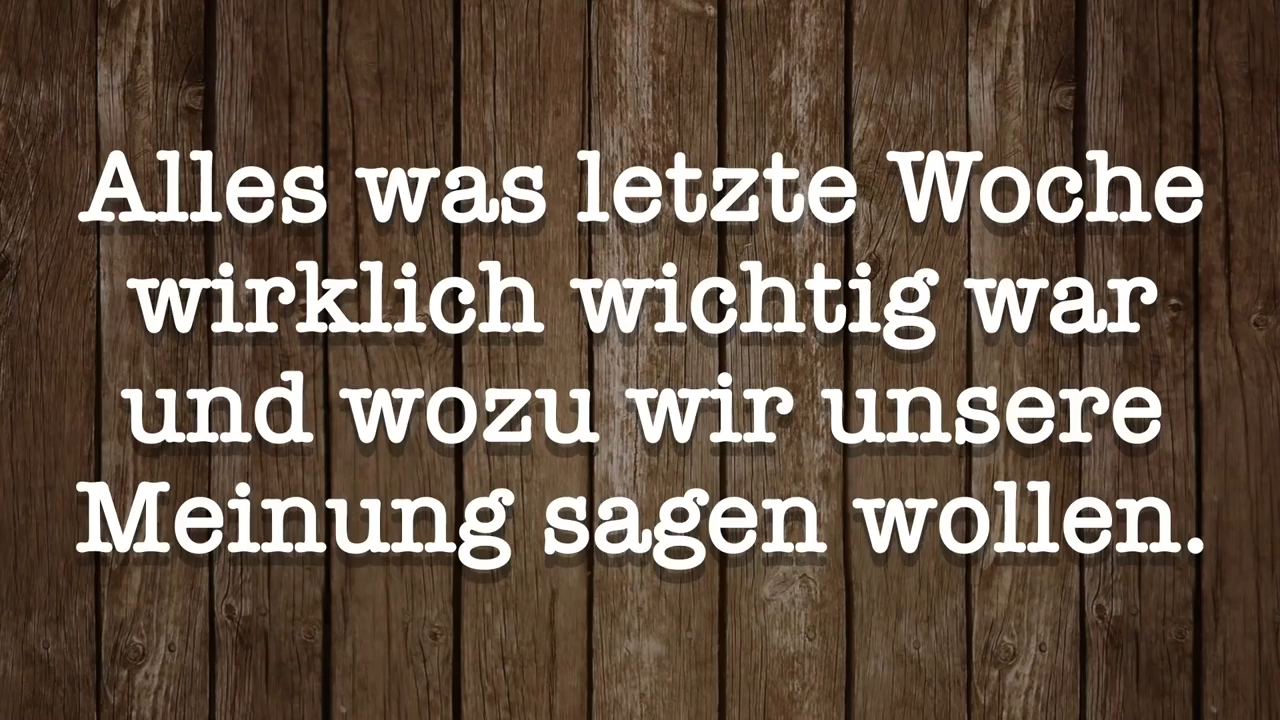 Alles was letzte Woche
wirklich wichtig war
und wozu wir unsere
Meinung sagen wollen.